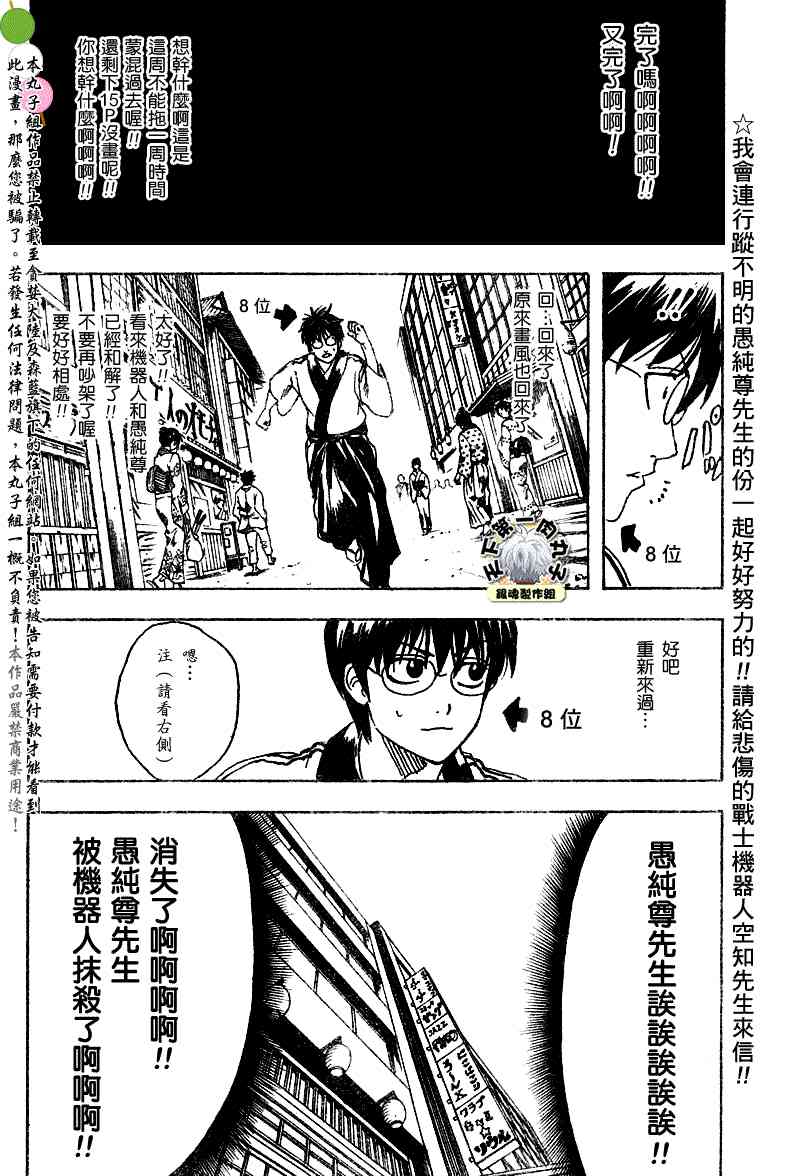 ☆我會連行蹤不明的愚純尊先生的份一起好好努力的!!請給悲傷的戰士機器人空知先生來信!!
完了嗎啊啊啊啊!!
又完了啊啊!
想幹什麼啊這是
這周不能拖一周時間
蒙混過去喔!!
還剩下15P沒畫呢!!
你想幹什麼啊啊啊!!
8位
回…回來了
原來畫風也回來了
8位
太好了!!
看來機器人和愚純尊
已經和解了!!
不要再吵架了喔
要好好相處!!
天下第一肉丸子
銀魂製作組
好吧
重新來過…
8位
嗯…
注(請看右側)
愚純尊先生誒誒誒誒誒!!
JAZZ
消失了啊啊啊啊!!
愚純尊先生
被機器人抹殺了啊啊啊!!
本丸子組作品禁止轉載至貪婪大陸及森藍旗下的任何網站,如果您被告知需要付款才能看到
此漫畫,那麼您被騙了。若發生任何法律問題,本丸子組一概不負責!本作品嚴禁商業用途!